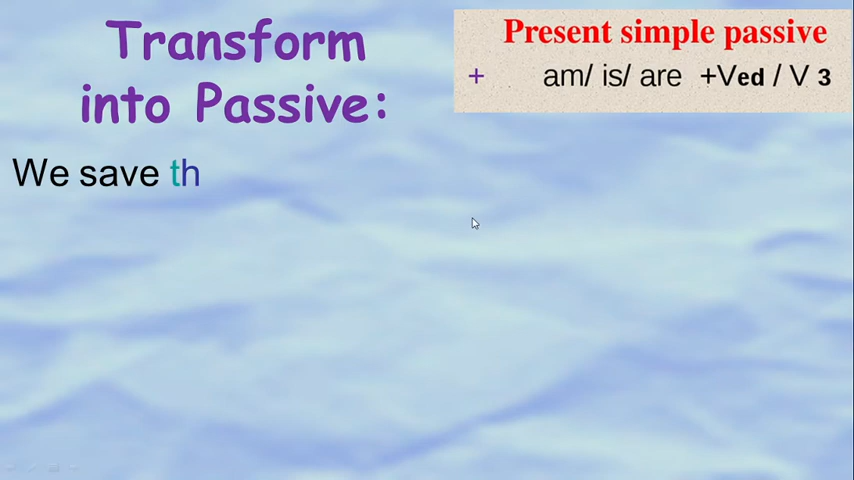 Transform
into Passive:
Present simple passive
+ am/ is/ are +Ved / V 3
We save th